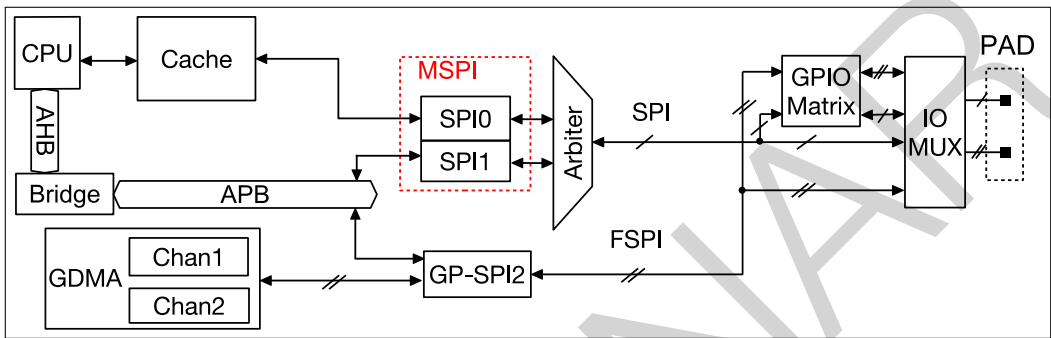 CPU
Cache
MSPI
SPI0
SPI1
Arbiter
SPI
GPIO
Matrix
IO
MUX
PAD
AHB
Bridge
APB
GDMA
Chan1
Chan2
GP-SPI2
FSPI